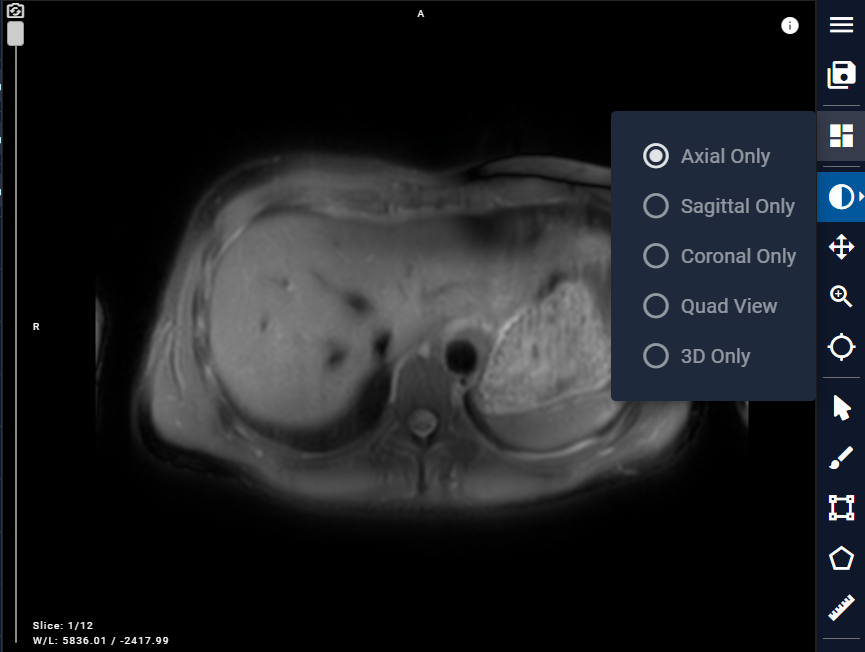 A
R
Axial Only
Sagittal Only
Coronal Only
Quad View
3D Only
Slice: 1/12
W/L: 5836.01 / -2417.99